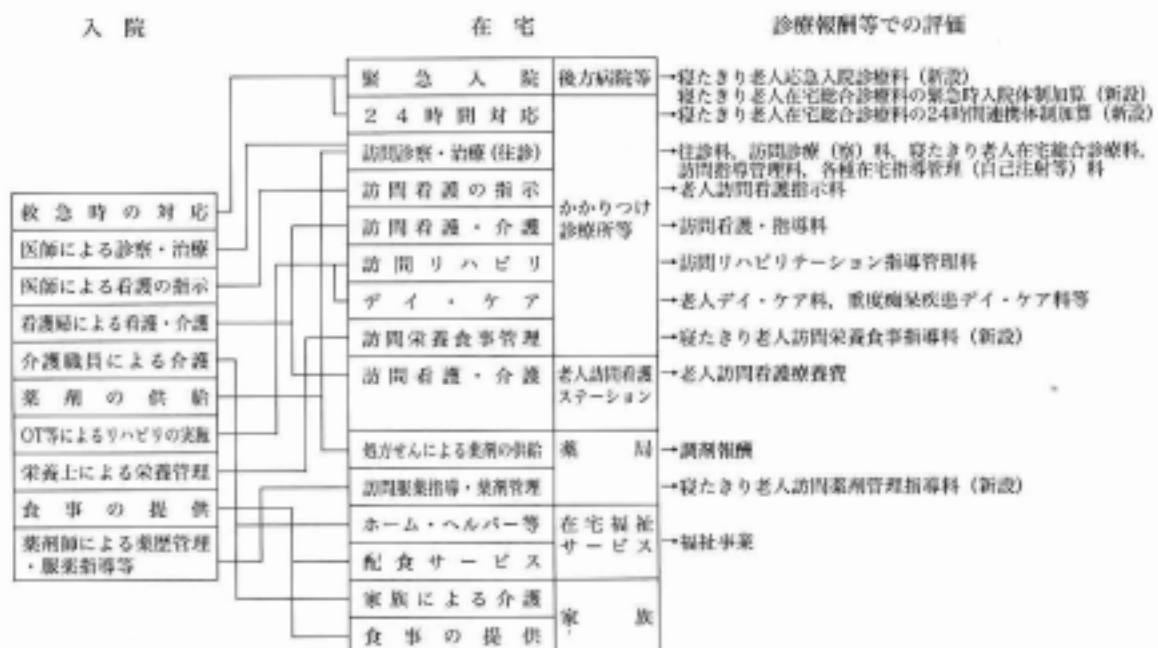 入院
在宅
診療報酬等での評価
救急時の対応
医師による診察・治療
医師による看護の指示
看護婦による看護・介護
介護職員による介護
薬剤の供給
OT等によるリハビリの実施
栄養士による栄養管理
食事の提供
薬剤師による薬歴管理
・服薬指導等
緊急入院
24時間対応
訪問診察・治療(往診)
訪問看護の指示
訪問看護・介護
訪問リハビリ
デイ・ケア
訪問栄養食事管理
訪問看護・介護
処方せんによる薬剤の供給
訪問服薬指導・薬剤管理
ホーム・ヘルパー等
配食サービス
家族による介護
食事の提供
後方病院等
かかりつけ
診療所等
老人訪問看護
ステーション
薬局
在宅福祉
サービス
家族
→寝たきり老人応急入院診療料(新設)
寝たきり老人在宅総合診療料の緊急時入院体制加算(新設)
→寝たきり老人在宅総合診療料の24時間連携体制加算(新設)
→往診料,訪問診療(察)料,寝たきり老人在宅総合診療料,
訪問指導管理料,各種在宅指導管理(自己注射等)料
→老人訪問看護指示料
→訪問看護・指導料
→訪問リハビリテーション指導管理料
→老人デイ・ケア料,重度痴呆疾患デイ・ケア料等
→寝たきり老人訪問栄養食事指導料(新設)
→老人訪問看護療養費
→調剤報酬
→寝たきり老人訪問薬剤管理指導料(新設)
→福祉事業